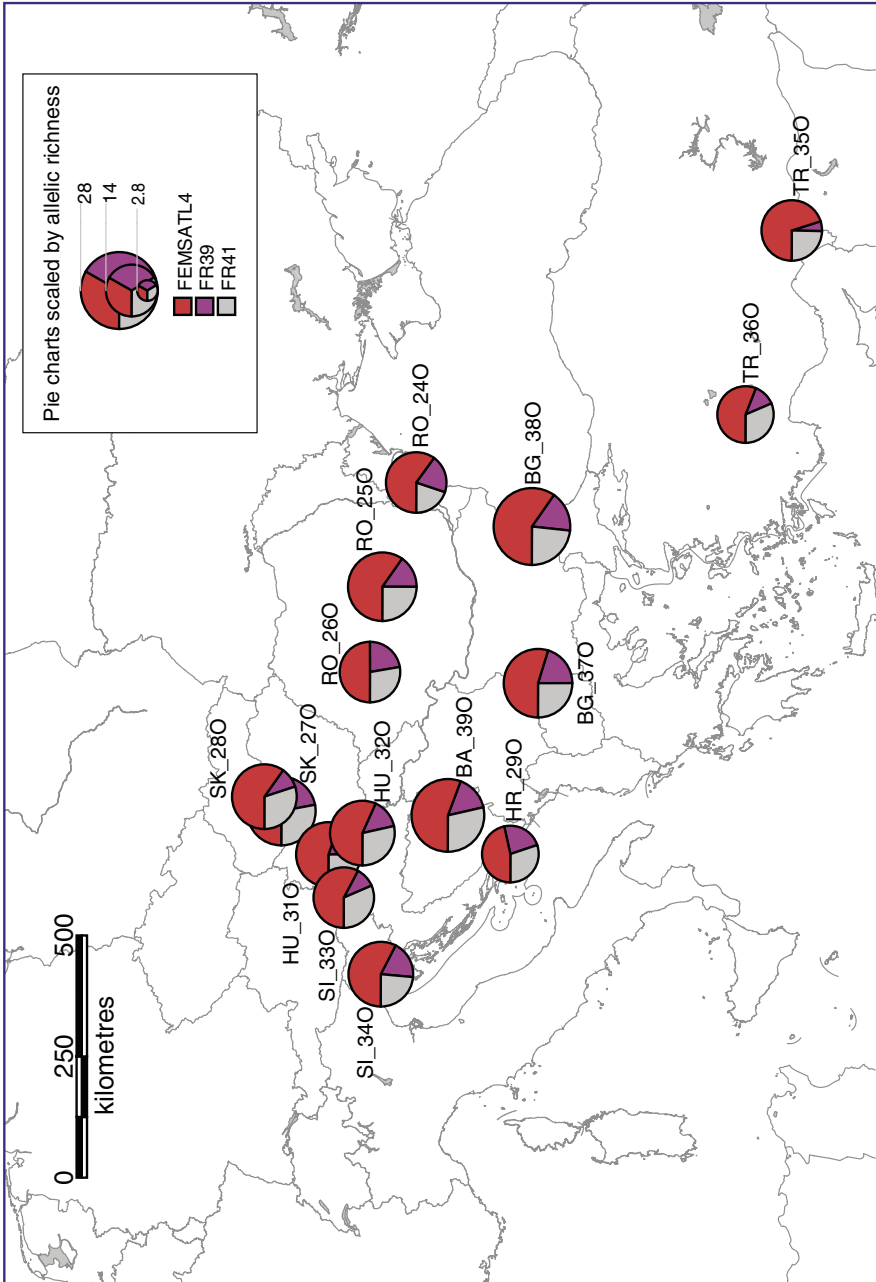 Pie charts scaled by allelic richness
28
14
2.8
FEMSATL4
FR39
FR41
0 250 500
kilometres
SK_28O
SK_27O
HU_31O
HU_32O
SI_33O
SI_34O
RO_26O
RO_25O
RO_24O
BA_39O
HR_29O
BG_38O
BG_37O
TR_36O
TR_35O